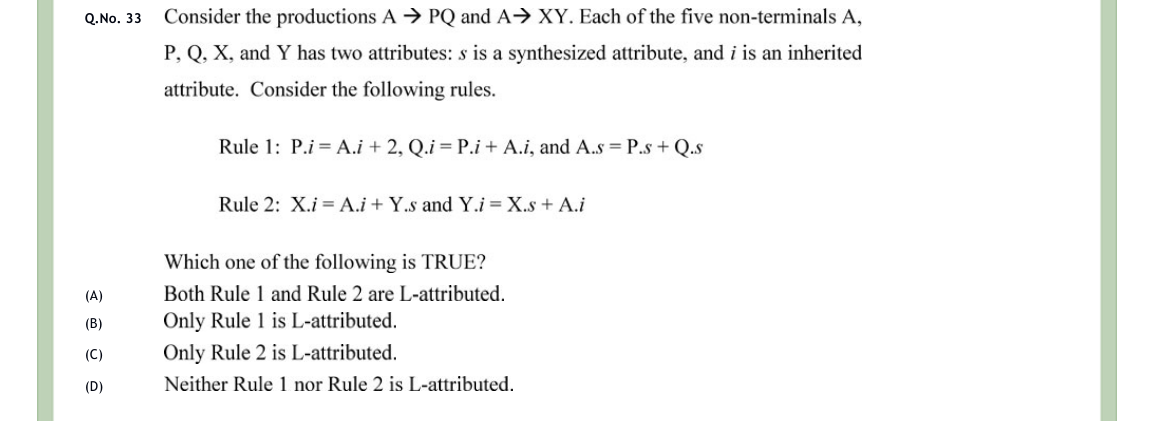 Q.No. 33 Consider the productions A → PQ and A→ XY. Each of the five non-terminals A,
P, Q, X, and Y has two attributes: s is a synthesized attribute, and i is an inherited
attribute. Consider the following rules.
Rule 1: P.i = A.i + 2, Q.i = P.i + A.i, and A.s = P.s + Q.s
Rule 2: X.i = A.i + Y.s and Y.i = X.s + A.i
Which one of the following is TRUE?
(A) Both Rule 1 and Rule 2 are L-attributed.
(B) Only Rule 1 is L-attributed.
(C) Only Rule 2 is L-attributed.
(D) Neither Rule 1 nor Rule 2 is L-attributed.